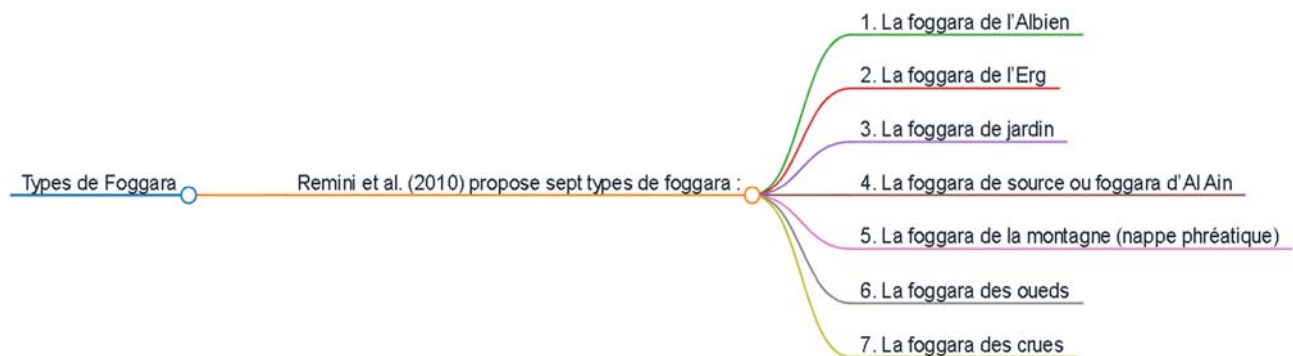 Types de Foggara
Remini et al. (2010) propose sept types de foggara :
1. La foggara de l'Albien
2. La foggara de l'Erg
3. La foggara de jardin
4. La foggara de source ou foggara d'Al Ain
5. La foggara de la montagne (nappe phréatique)
6. La foggara des oueds
7. La foggara des crues